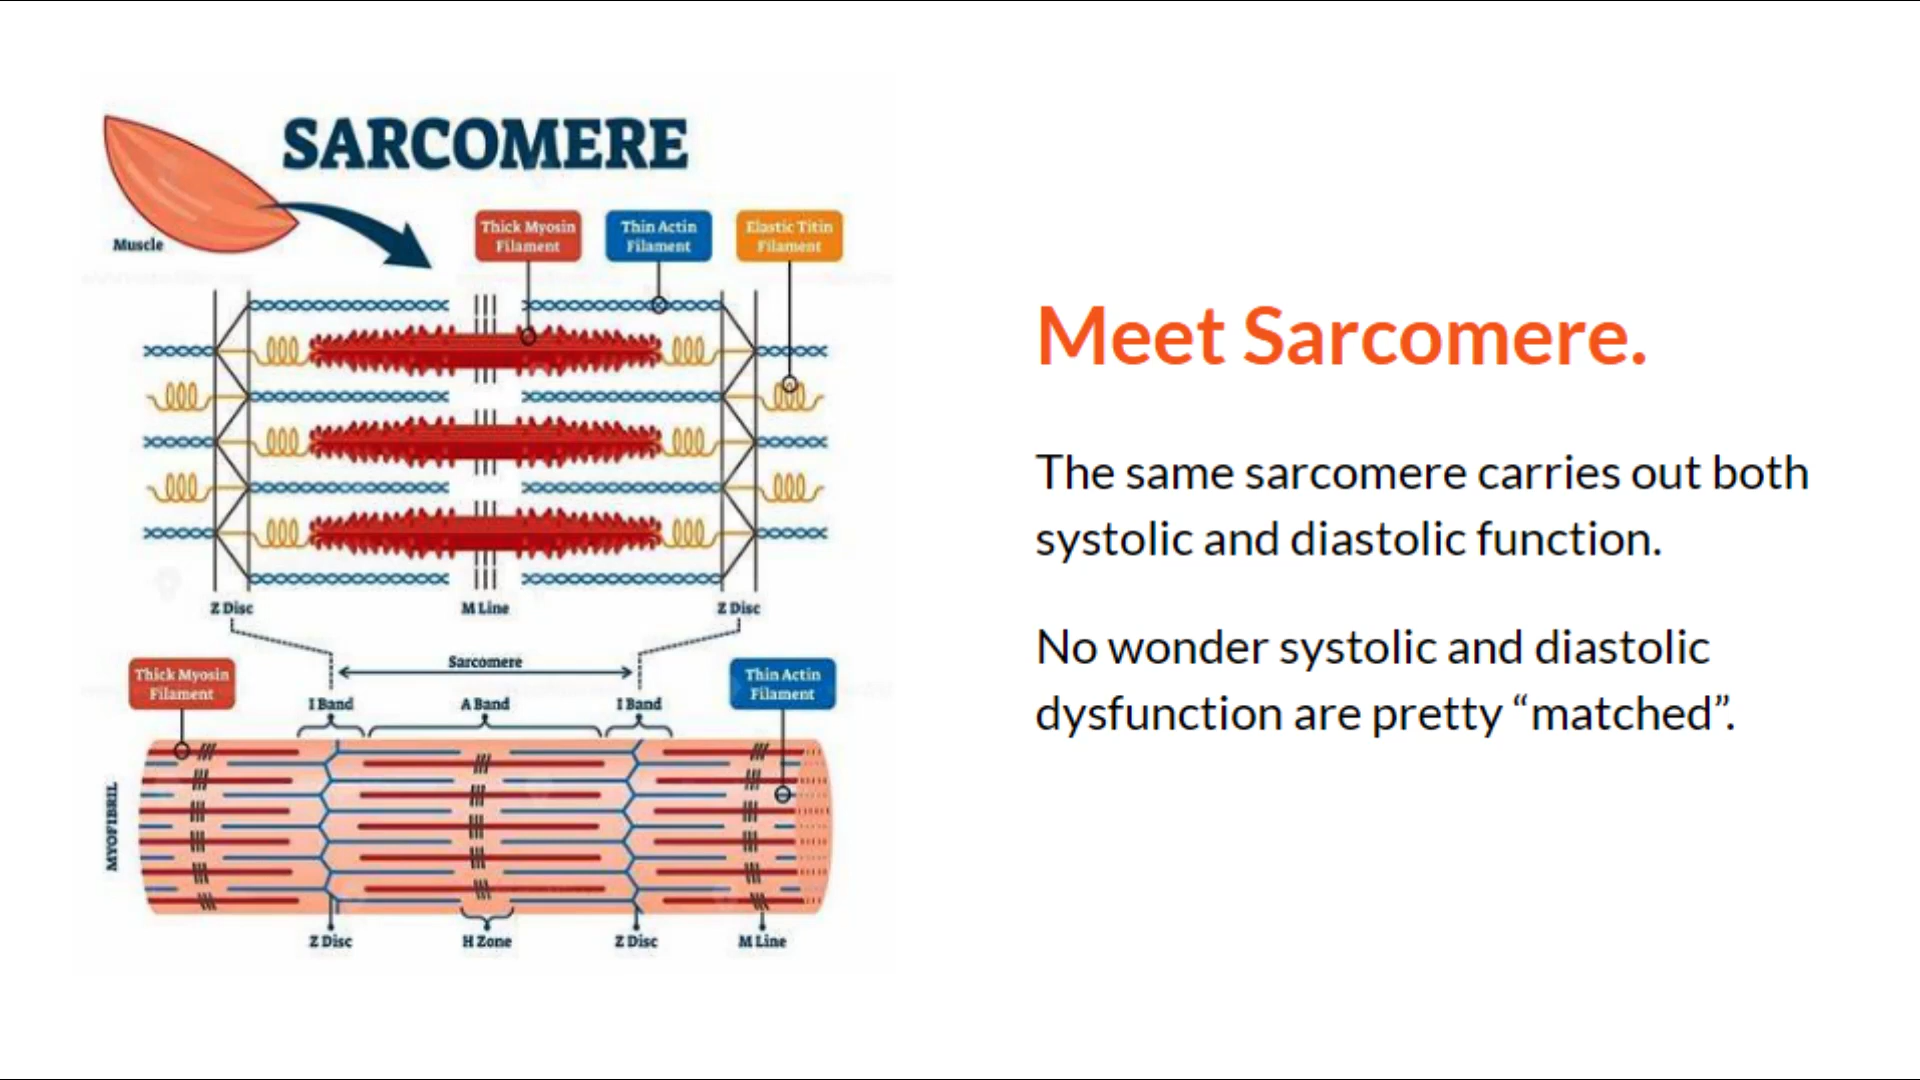 SARCOMERE
Muscle
Thick Myosin
Filament
Thin Actin
Filament
Elastic Titin
Filament
Z Disc
M Line
Z Disc
Sarcomere
Thick Myosin
Filament
Thin Actin
Filament
I Band
A Band
I Band
MYOFIBRIL
Z Disc
H Zone
Z Disc
M Line
Meet Sarcomere.
The same sarcomere carries out both
systolic and diastolic function.
No wonder systolic and diastolic
dysfunction are pretty “matched”.